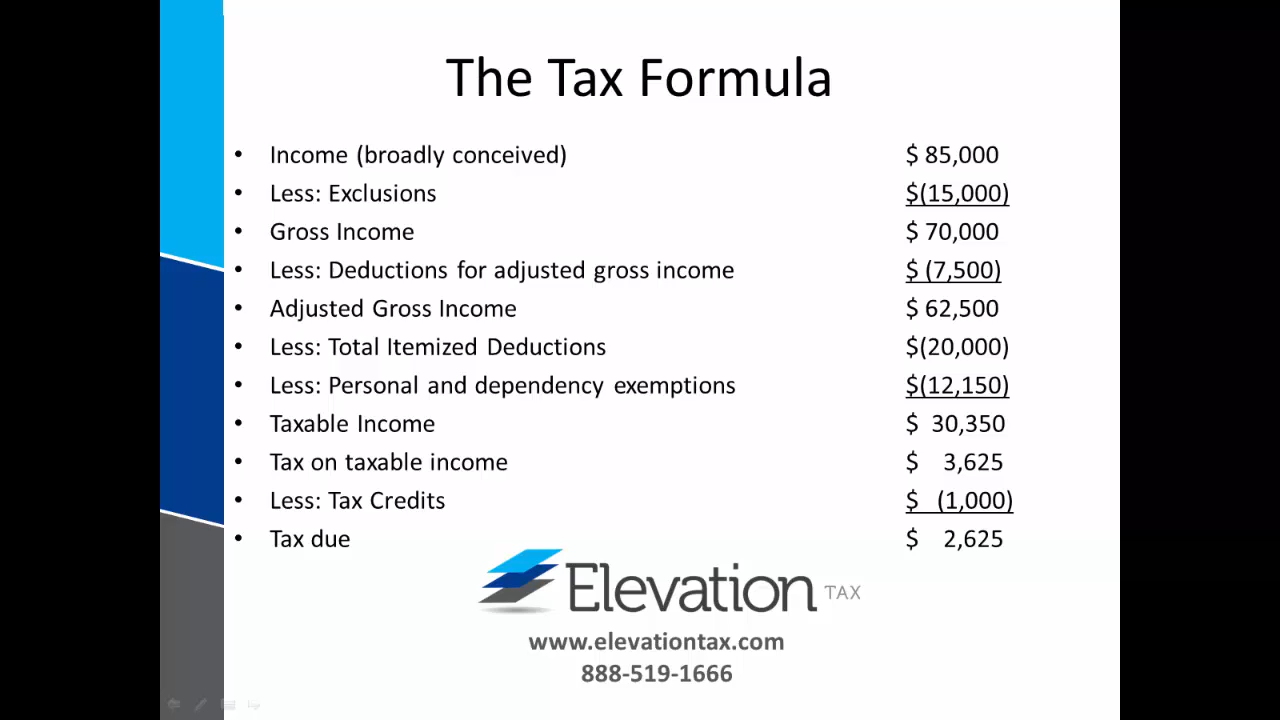 The Tax Formula
• Income (broadly conceived) $ 85,000
• Less: Exclusions $(15,000)
• Gross Income $ 70,000
• Less: Deductions for adjusted gross income $ (7,500)
• Adjusted Gross Income $ 62,500
• Less: Total Itemized Deductions $(20,000)
• Less: Personal and dependency exemptions $(12,150)
• Taxable Income $ 30,350
• Tax on taxable income $ 3,625
• Less: Tax Credits $ (1,000)
• Tax due $ 2,625
Elevation TAX
www.elevationtax.com
888-519-1666